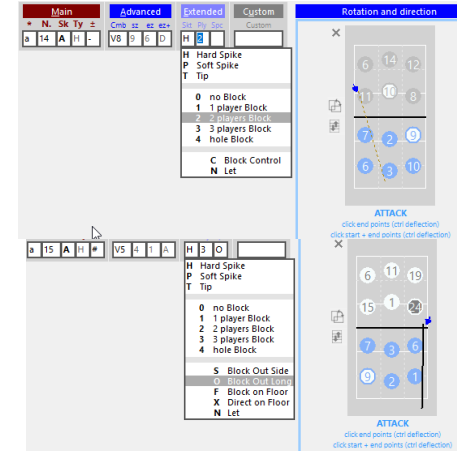 Main Advanced Extended Custom Rotation and direction
* N. Sk Ty ± Cmb sz ez ez+ Skt Ply Spc Custom
a 14 A H - V8 9 6 D H 2
H Hard Spike
P Soft Spike
T Tip
0 no Block
1 1 player Block
2 2 players Block
3 3 players Block
4 hole Block
C Block Control
N Let
6 14 12
11 10 8
7 2 9
6 3 10
ATTACK
click end points (ctrl deflection)
click start + end points (ctrl deflection)
a 15 A H # V5 4 1 A H 3 O
H Hard Spike
P Soft Spike
T Tip
0 no Block
1 1 player Block
2 2 players Block
3 3 players Block
4 hole Block
S Block Out Side
O Block Out Long
F Block on Floor
X Direct on Floor
N Let
6 11 19
15 1 24
7 3 6
9 2 1
ATTACK
click end points (ctrl deflection)
click start + end points (ctrl deflection)